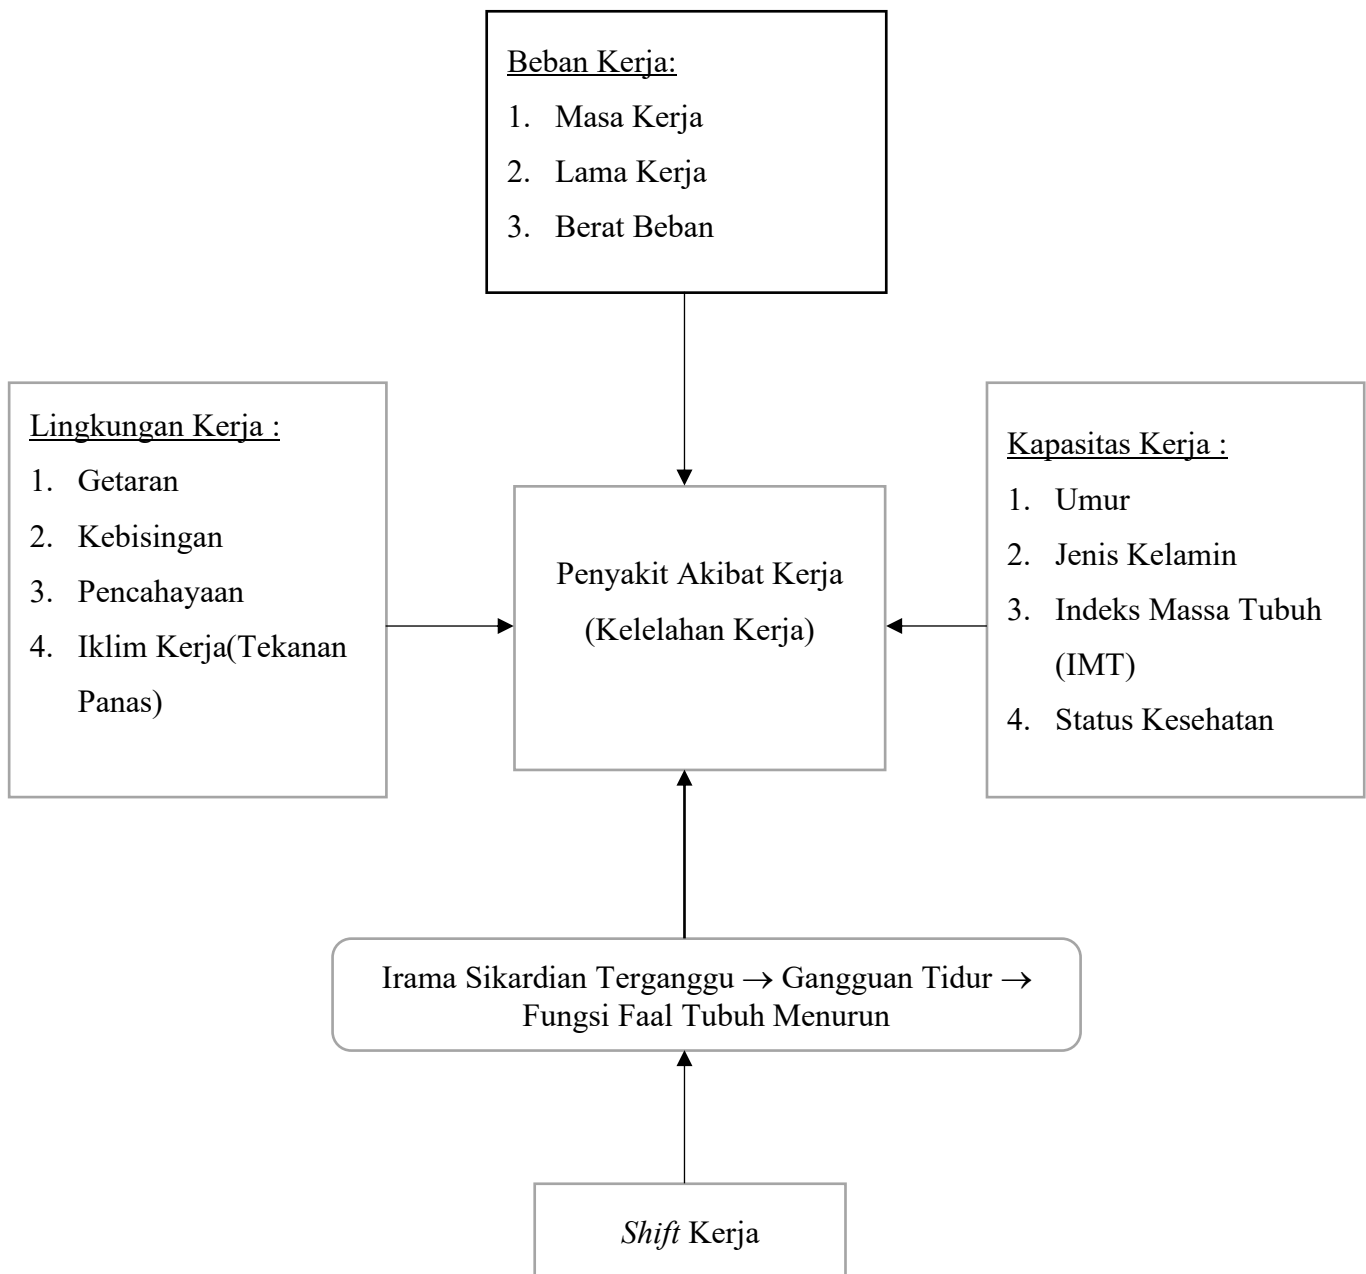 Beban Kerja:
1. Masa Kerja
2. Lama Kerja
3. Berat Beban
Lingkungan Kerja :
1. Getaran
2. Kebisingan
3. Pencahayaan
4. Iklim Kerja(Tekanan
Panas)
Penyakit Akibat Kerja
(Kelelahan Kerja)
Kapasitas Kerja :
1. Umur
2. Jenis Kelamin
3. Indeks Massa Tubuh
(IMT)
4. Status Kesehatan
Irama Sikardian Terganggu → Gangguan Tidur →
Fungsi Faal Tubuh Menurun
Shift Kerja